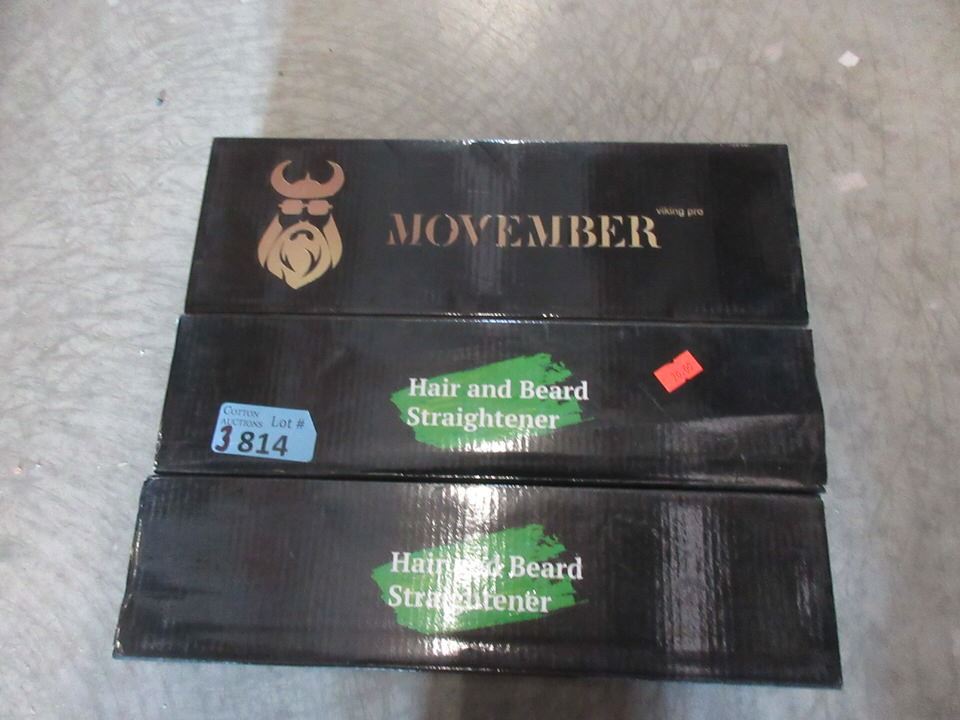 MOVEMBER viking pro
Hair and Beard
Straightener
COTTON
AUCTIONS Lot #
3814
Hair and Beard
Straightener